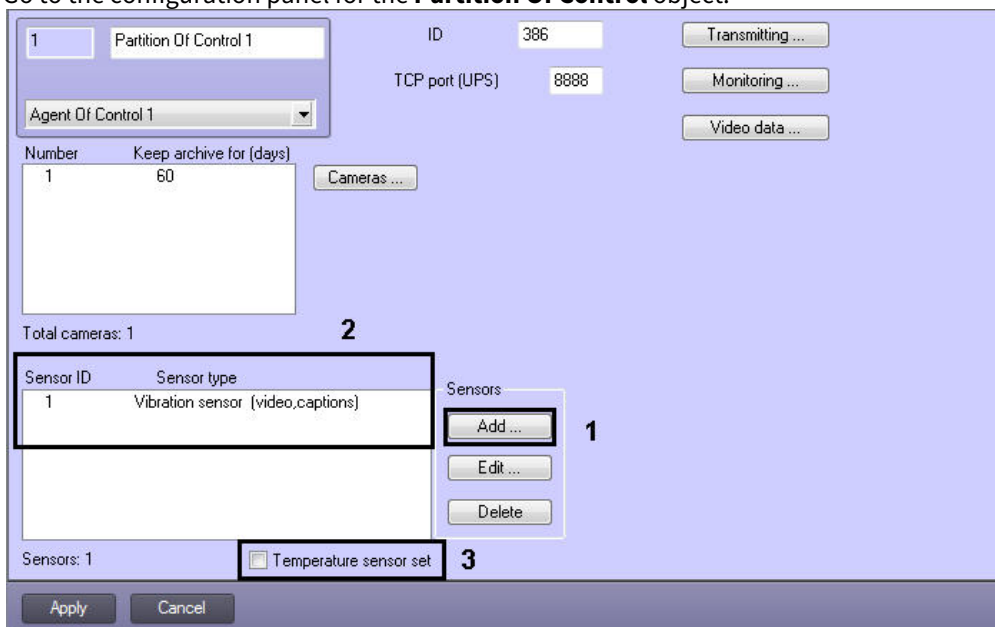 Go to the configuration panel for the Partition Of Control object.
1 Partition Of Control 1 ID 386 Transmitting ...
TCP port (UPS) 8888 Monitoring ...
Agent Of Control 1
Video data ...
Number Keep archive for (days)
1 60 Cameras ...
Total cameras: 1 2
Sensor ID Sensor type Sensors
1 Vibration sensor (video,captions)
Add ... 1
Edit ...
Delete
Sensors: 1 Temperature sensor set 3
Apply Cancel